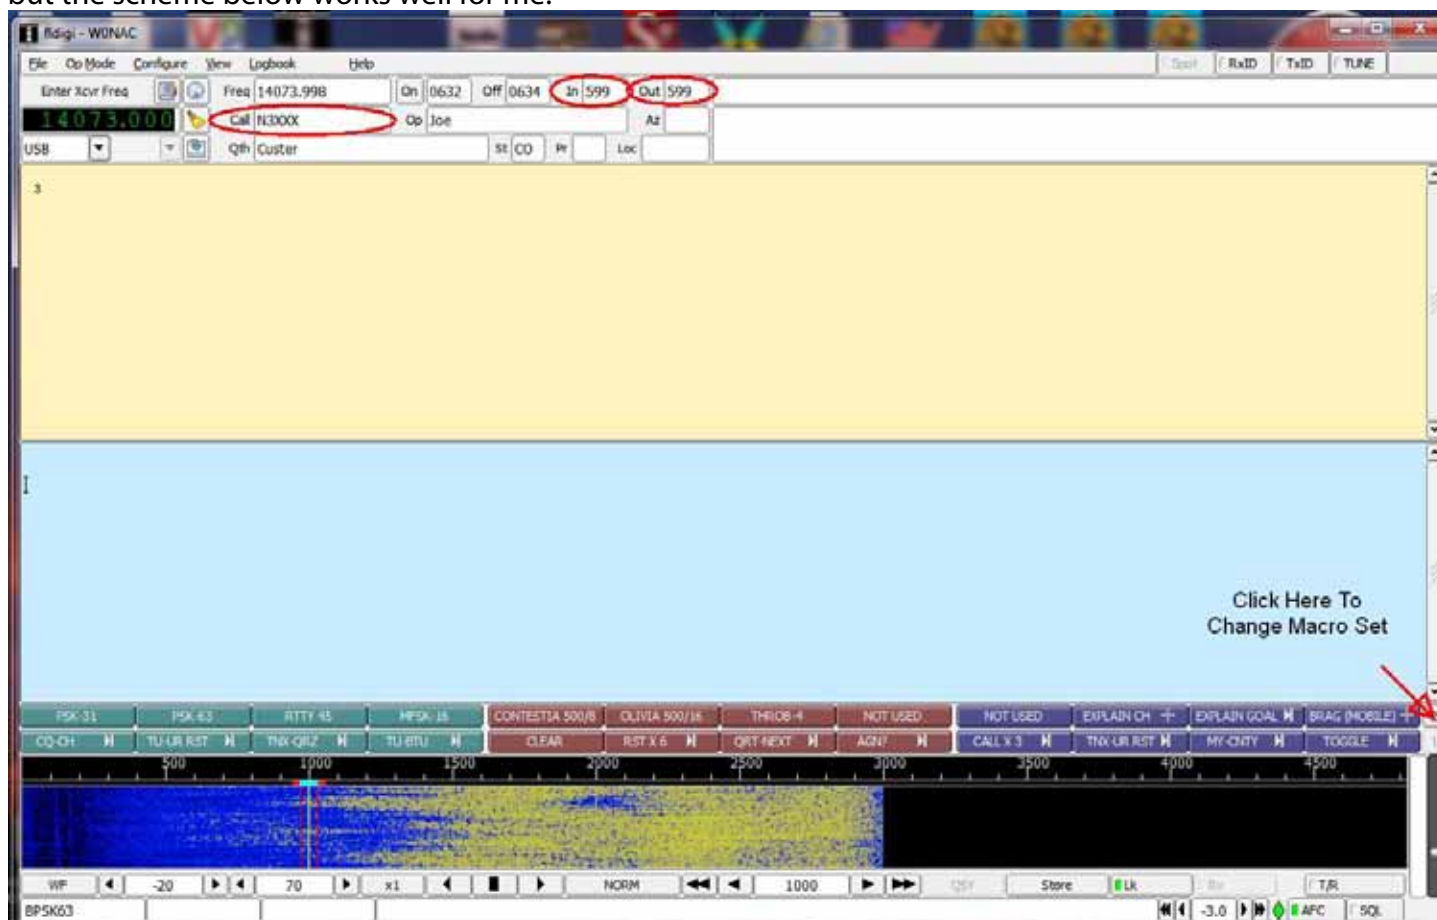 but the scheme below works well for me.
fldigi - W0NAC
File Op Mode Configure View Logbook Help Spot RxID TxID TUNE
Enter Xcvr Freq Freq 14073.998 On 0632 Off 0634 In 599 Out 599
14073.000 Call N3XXX Op Joe Az
USB Qth Custer St CO Pr Loc
3
Click Here To
Change Macro Set
PSK-31 PSK-63 RTTY 45 MFSK-16 CONTESTIA 500/8 OLIVIA 500/16 THROB-4 NOT USED NOT USED EXPLAIN CH EXPLAIN GOAL BRAG (MOBILE)
CQ-CH TU-UR RST TNX-QRZ TU-BTU CLEAR RST X 6 QRT-NEXT AGN? CALL X 3 TNX-UR RST MY-CNTY TOGGLE
500 1000 1500 2000 2500 3000 3500 4000 4500
WF -20 70 x1 NORM 1000 QSY Store Lk Rv T/R
BPSK63 -3.0 AFC SQL